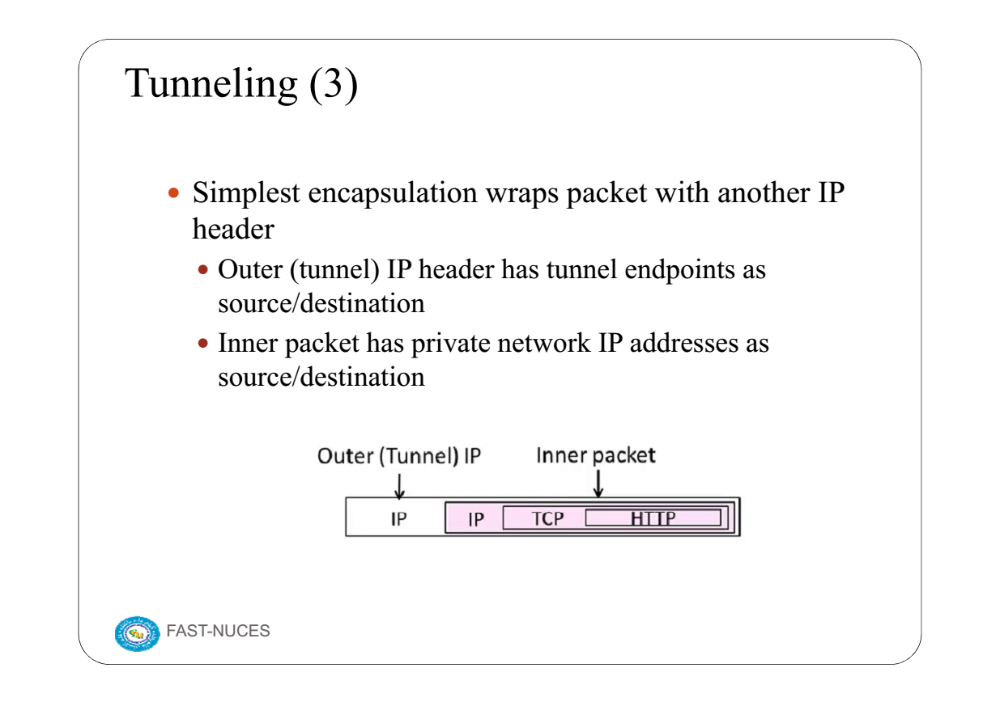 Tunneling (3)
• Simplest encapsulation wraps packet with another IP
header
• Outer (tunnel) IP header has tunnel endpoints as
source/destination
• Inner packet has private network IP addresses as
source/destination
Outer (Tunnel) IP Inner packet
IP IP TCP HTTP
FAST-NUCES